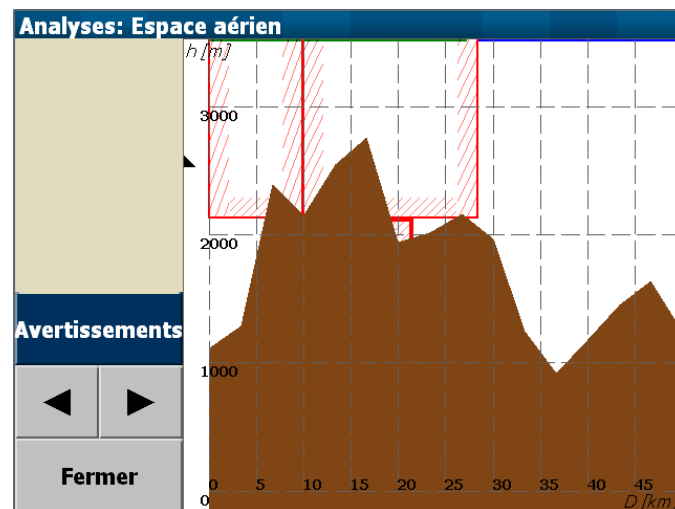 Analyses: Espace aérien
h [m]
3000
2000
Avertissements
1000
Fermer
0 5 10 15 20 25 30 35 40 45
0
D [km